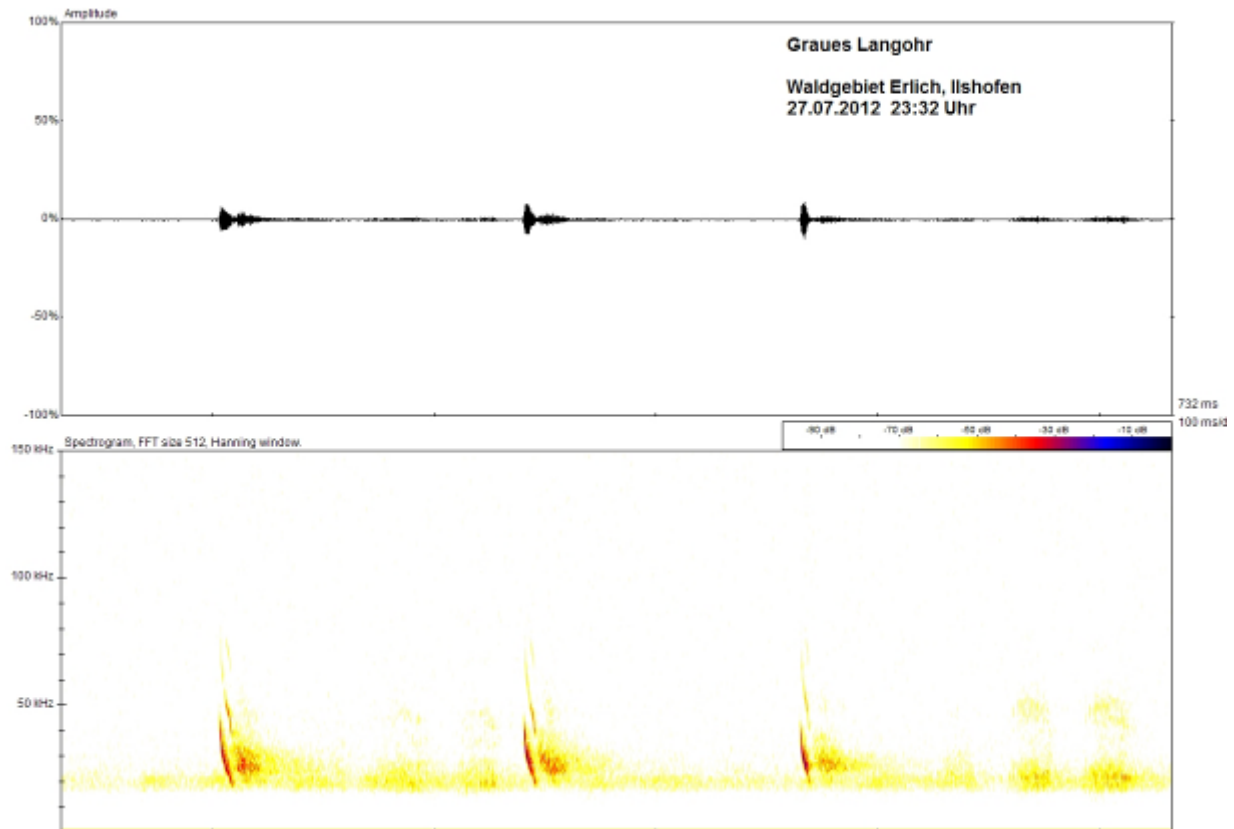 Amplitude
100%
Graues Langohr
Waldgebiet Erlich, Ilshofen
27.07.2012 23:32 Uhr
50%
0%
-50%
-100%
732 ms
100 ms/d
Spectrogram, FFT size 512, Hanning window.
-90 dB -70 dB -50 dB -30 dB -10 dB
150 kHz
100 kHz
50 kHz